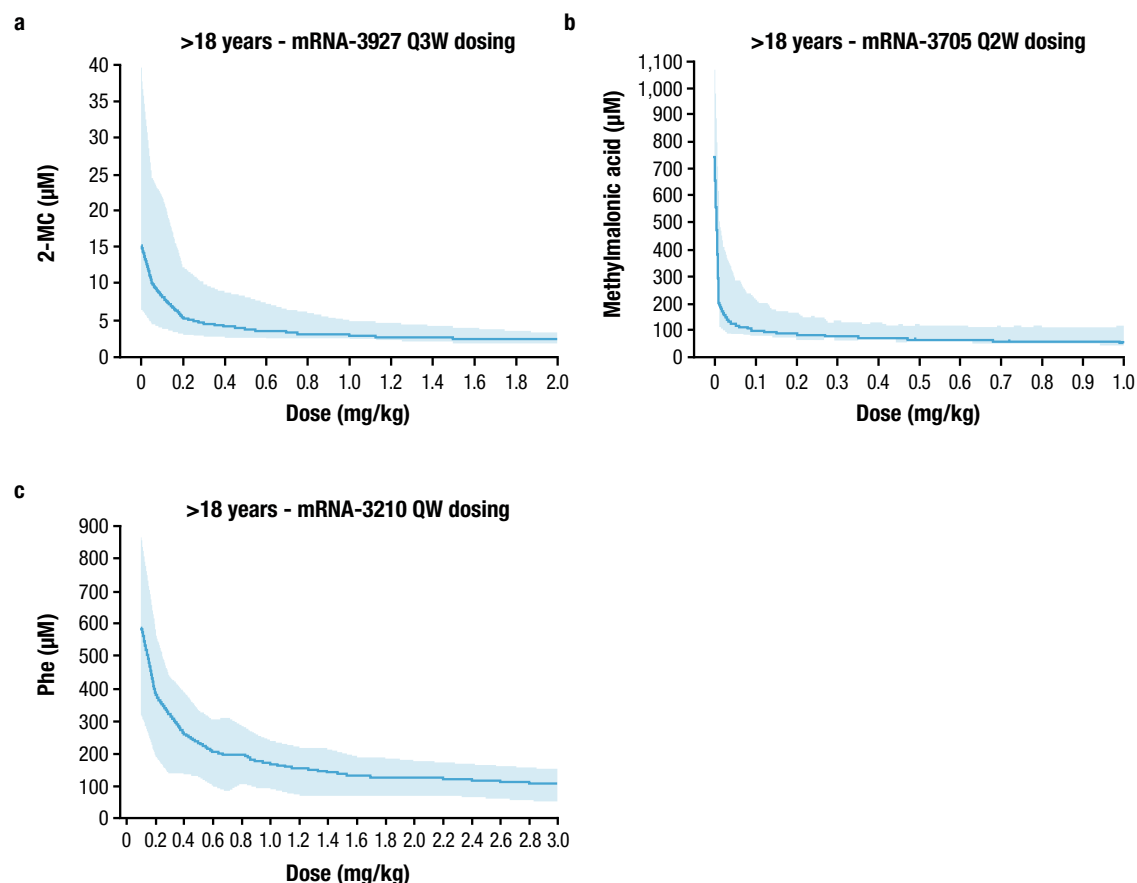 a
>18 years - mRNA-3927 Q3W dosing
40
35
30
25
20
15
10
5
0
2-MC (µM)
0 0.2 0.4 0.6 0.8 1.0 1.2 1.4 1.6 1.8 2.0
Dose (mg/kg)
b
>18 years - mRNA-3705 Q2W dosing
1,100
1,000
900
800
700
600
500
400
300
200
100
0
Methylmalonic acid (µM)
0 0.1 0.2 0.3 0.4 0.5 0.6 0.7 0.8 0.9 1.0
Dose (mg/kg)
c
>18 years - mRNA-3210 QW dosing
900
800
700
600
500
400
300
200
100
0
Phe (µM)
0 0.2 0.4 0.6 0.8 1.0 1.2 1.4 1.6 1.8 2.0 2.2 2.4 2.6 2.8 3.0
Dose (mg/kg)